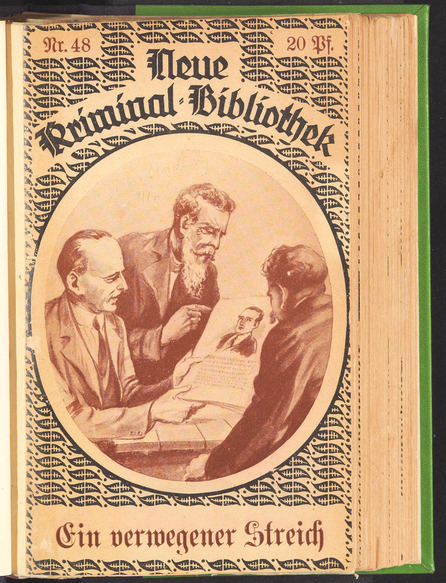 Nr. 48
20 Pf.
Neue
Kriminal-Bibliothek
Ein verwegener Streich